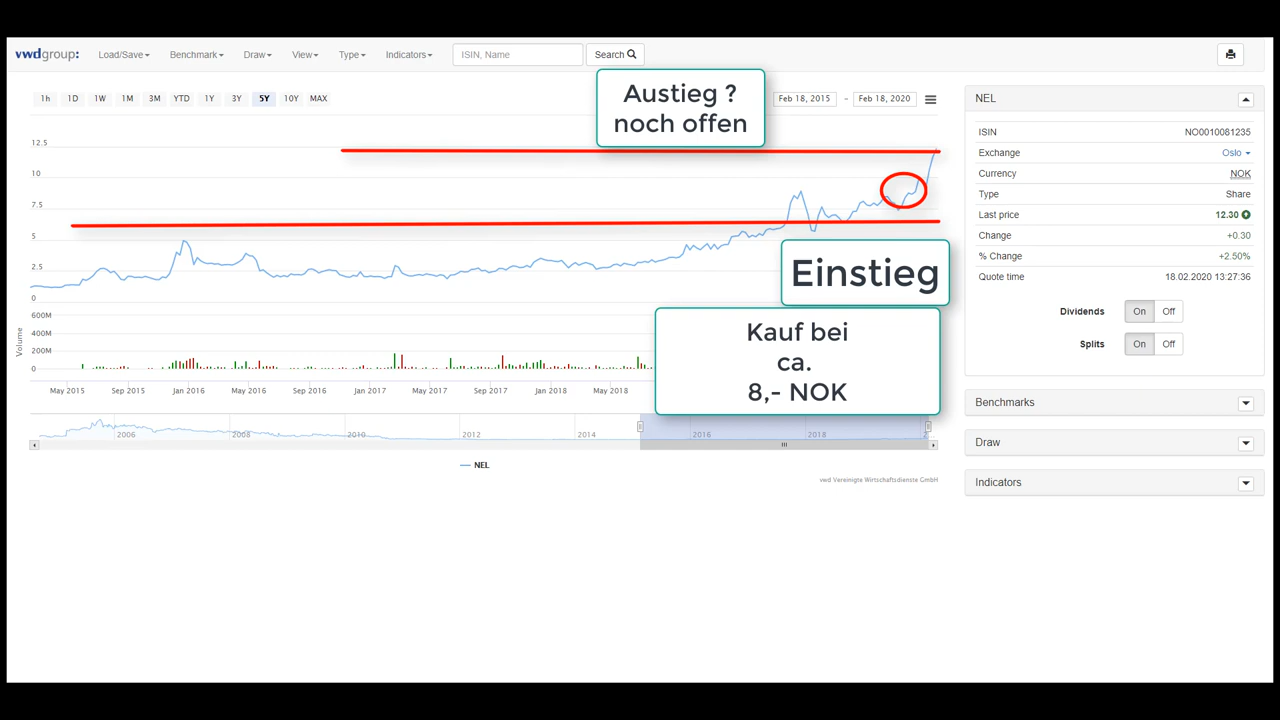 vwdgroup: Load/Save Benchmark Draw View Type Indicators ISIN, Name Search
Austieg ?
noch offen
1h 1D 1W 1M 3M YTD 1Y 3Y 5Y 10Y MAX
Feb 18, 2015 - Feb 18, 2020
12.5
10
7.5
5
2.5
0
Einstieg
Kauf bei
ca.
8,- NOK
Volume
600M
400M
200M
0
May 2015 Sep 2015 Jan 2016 May 2016 Sep 2016 Jan 2017 May 2017 Sep 2017 Jan 2018 May 2018
2006 2008 2010 2012 2014 2016 2018
NEL
vwd Vereinigte Wirtschaftsdienste GmbH
NEL
ISIN NO0010081235
Exchange Oslo
Currency NOK
Type Share
Last price 12.30
Change +0.30
% Change +2.50%
Quote time 18.02.2020 13:27:36
Dividends On Off
Splits On Off
Benchmarks
Draw
Indicators